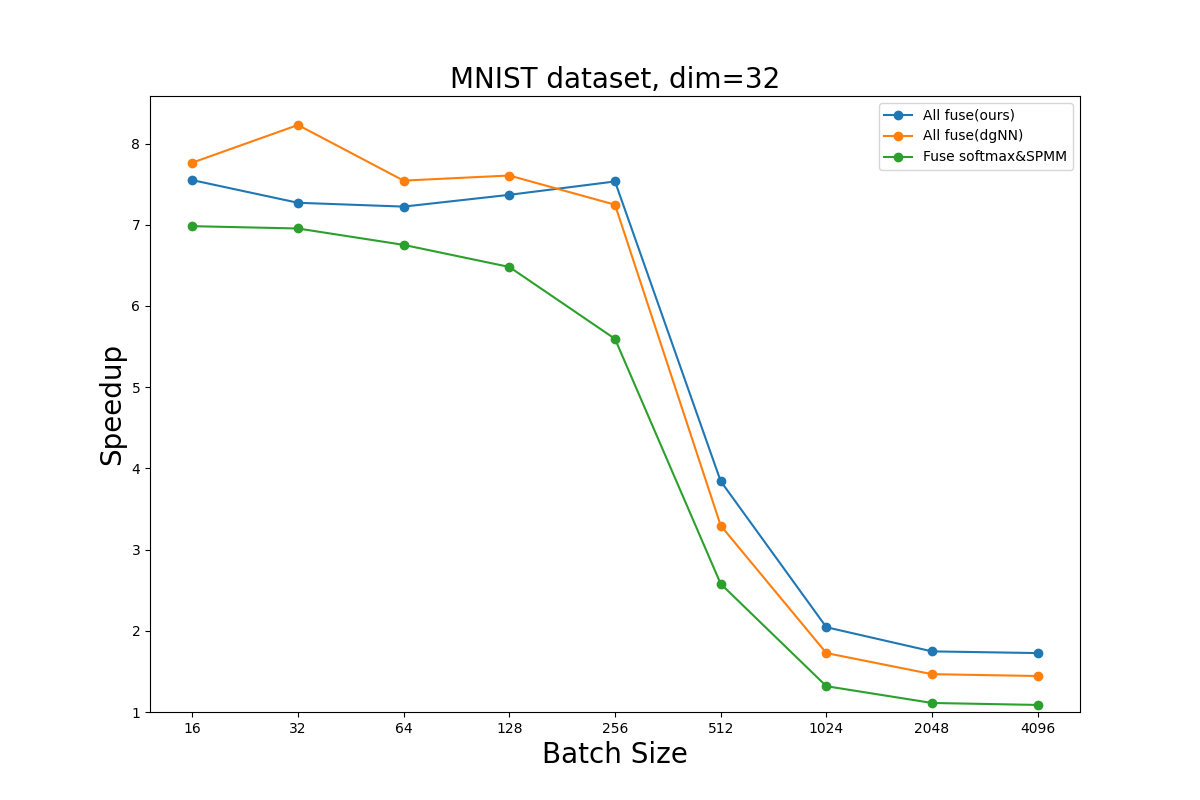 MNIST dataset, dim=32
All fuse(ours)
All fuse(dgNN)
Fuse softmax&SPMM
Speedup
8
7
6
5
4
3
2
1
16 32 64 128 256 512 1024 2048 4096
Batch Size